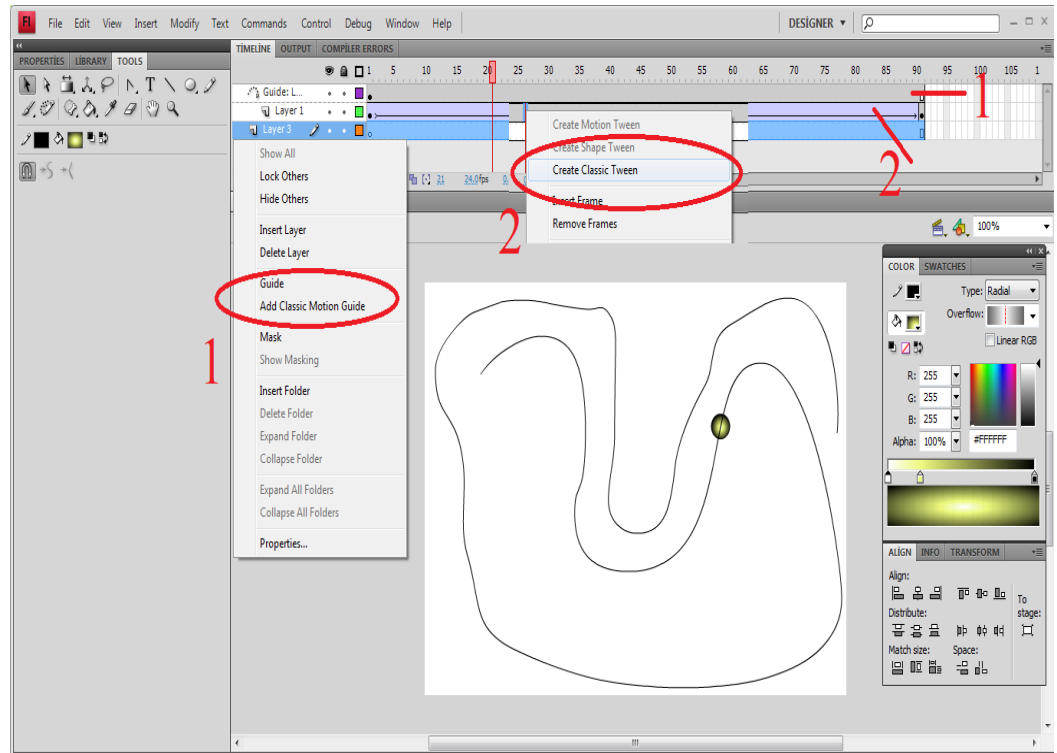 FL File Edit View Insert Modify Text Commands Control Debug Window Help DESİGNER
PROPERTİES LİBRARY TOOLS
TİMELİNE OUTPUT COMPİLER ERRORS
1 5 10 15 20 25 30 35 40 45 50 55 60 65 70 75 80 85 90 95 100 105 1
Guide: L...
Layer 1
Layer 3
1
2
Show All
Lock Others
Hide Others
Insert Layer
Delete Layer
Guide
Add Classic Motion Guide
Mask
Show Masking
Insert Folder
Delete Folder
Expand Folder
Collapse Folder
Expand All Folders
Collapse All Folders
Properties...
1
21 24.0fps
Create Motion Tween
Create Shape Tween
Create Classic Tween
Insert Frame
Remove Frames
2
100%
COLOR SWATCHES
Type: Radial
Overflow:
Linear RGB
R: 255
G: 255
B: 255
Alpha: 100% #FFFFFF
ALİGN INFO TRANSFORM
Align:
To
Distribute: stage:
Match size: Space: